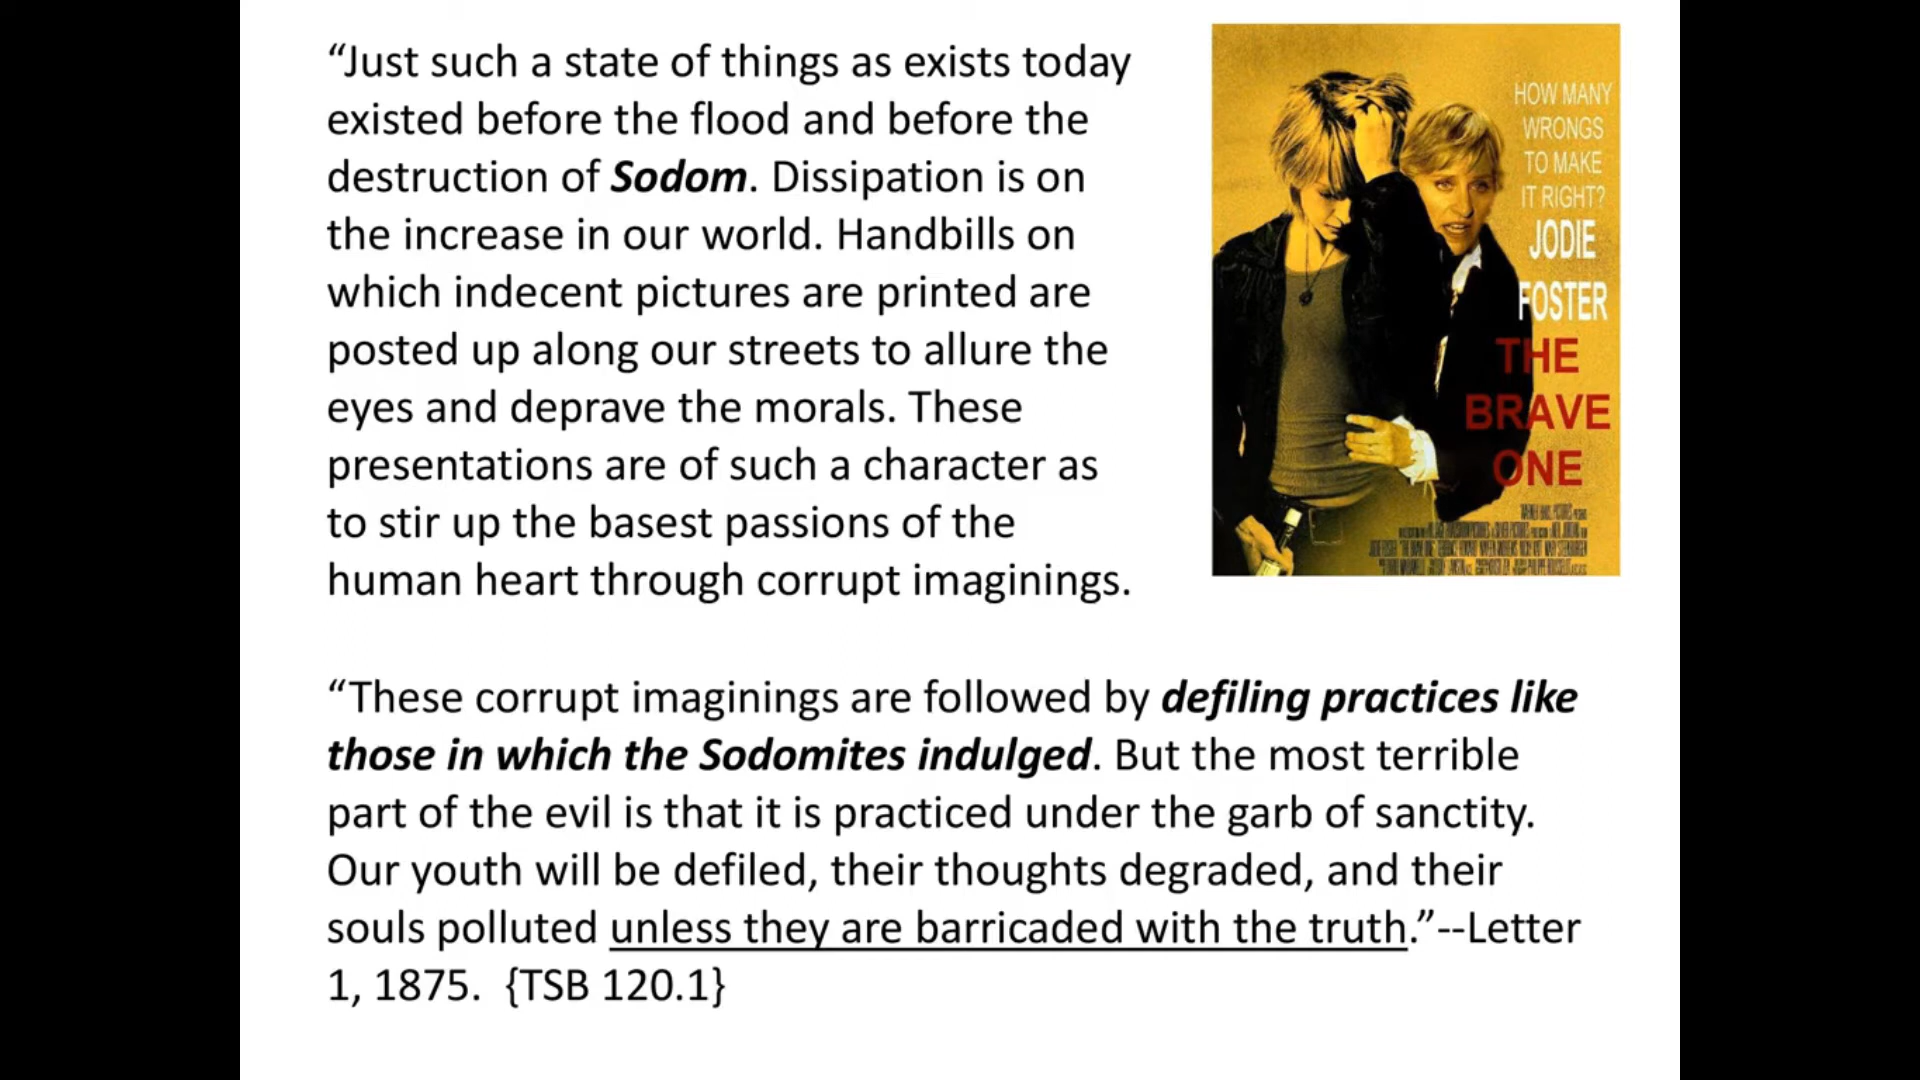 “Just such a state of things as exists today
existed before the flood and before the
destruction of Sodom. Dissipation is on
the increase in our world. Handbills on
which indecent pictures are printed are
posted up along our streets to allure the
eyes and deprave the morals. These
presentations are of such a character as
to stir up the basest passions of the
human heart through corrupt imaginings.
“These corrupt imaginings are followed by defiling practices like
those in which the Sodomites indulged. But the most terrible
part of the evil is that it is practiced under the garb of sanctity.
Our youth will be defiled, their thoughts degraded, and their
souls polluted unless they are barricaded with the truth.”--Letter
1, 1875. {TSB 120.1}
HOW MANY
WRONGS
TO MAKE
IT RIGHT?
JODIE
FOSTER
THE
BRAVE
ONE